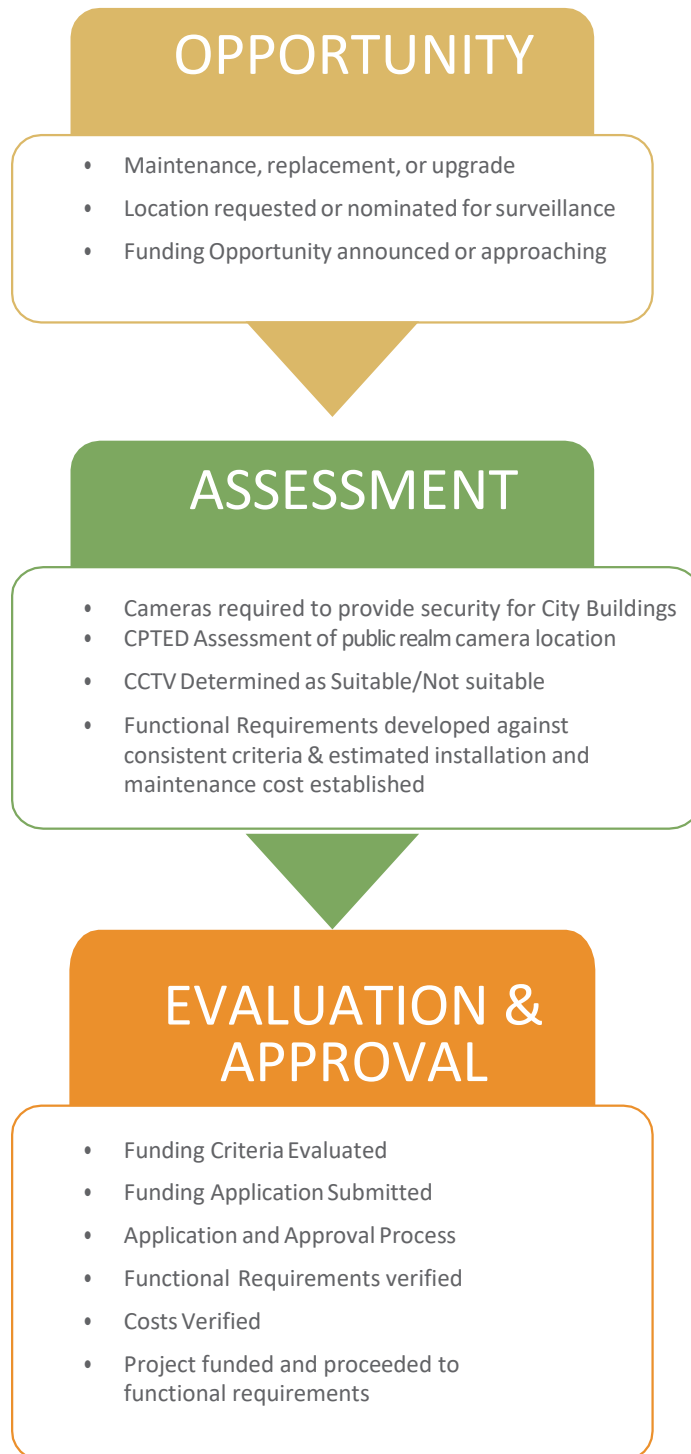 OPPORTUNITY
• Maintenance, replacement, or upgrade
• Location requested or nominated for surveillance
• Funding Opportunity announced or approaching
ASSESSMENT
• Cameras required to provide security for City Buildings
• CPTED Assessment of public realm camera location
• CCTV Determined as Suitable/Not suitable
• Functional Requirements developed against
consistent criteria & estimated installation and
maintenance cost established
EVALUATION &
APPROVAL
• Funding Criteria Evaluated
• Funding Application Submitted
• Application and Approval Process
• Functional Requirements verified
• Costs Verified
• Project funded and proceeded to
functional requirements